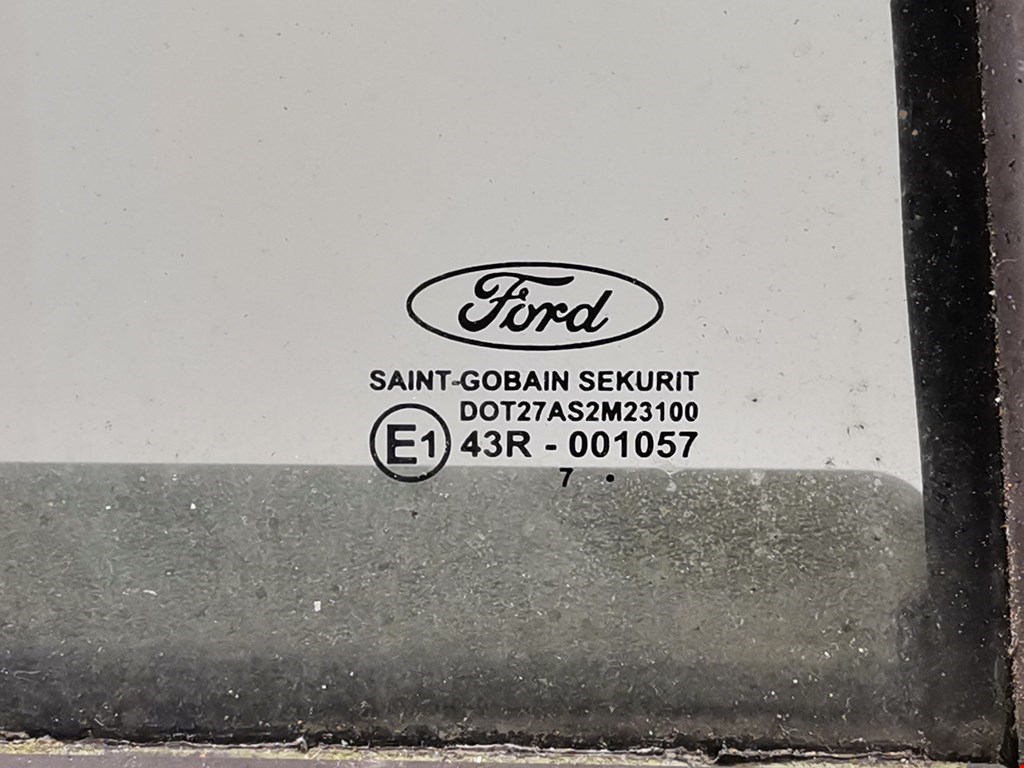 Ford
SAINT-GOBAIN SEKURIT
DOT27AS2M23100
E1 43R - 001057
7 •